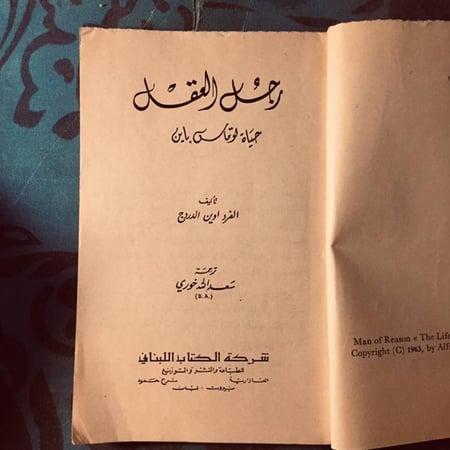 رجل العقل
حياة توماس باين
تأليف
الفرد اوين الدردج
ترجمة
سعد الله خوري
(B.A.)
شركة الكتاب اللبناني
للطباعة والنشر والتوزيع
بيروت - لبنان
Man of Reason « The Life
Copyright (C) 1963, by Alf